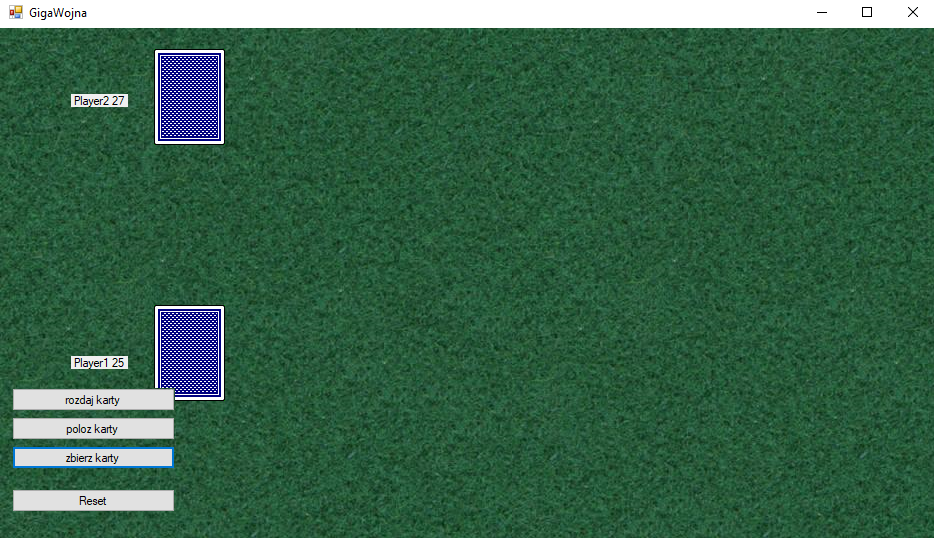 GigaWojna
Player2 27
Player1 25
rozdaj karty
poloz karty
zbierz karty
Reset